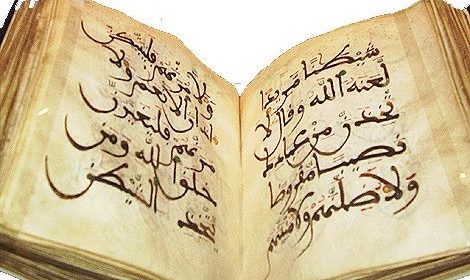 شيطنا مريدا
لعنه الله وقال لا
تخذن من عبادك
نصيبا مفروضا
ولاضلنهم ولامنينهم
ولامرنهم فليبتكن
اذان الانعم ولا
مرنهم فليغيرن
خلق الله ومن
يتخذ الشيطن